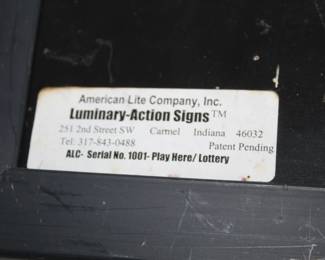 American Lite Company, Inc.
Luminary-Action Signs™
251 2nd Street SW Carmel Indiana 46032
Tel: 317-843-0488 Patent Pending
ALC- Serial No. 1001- Play Here/ Lottery